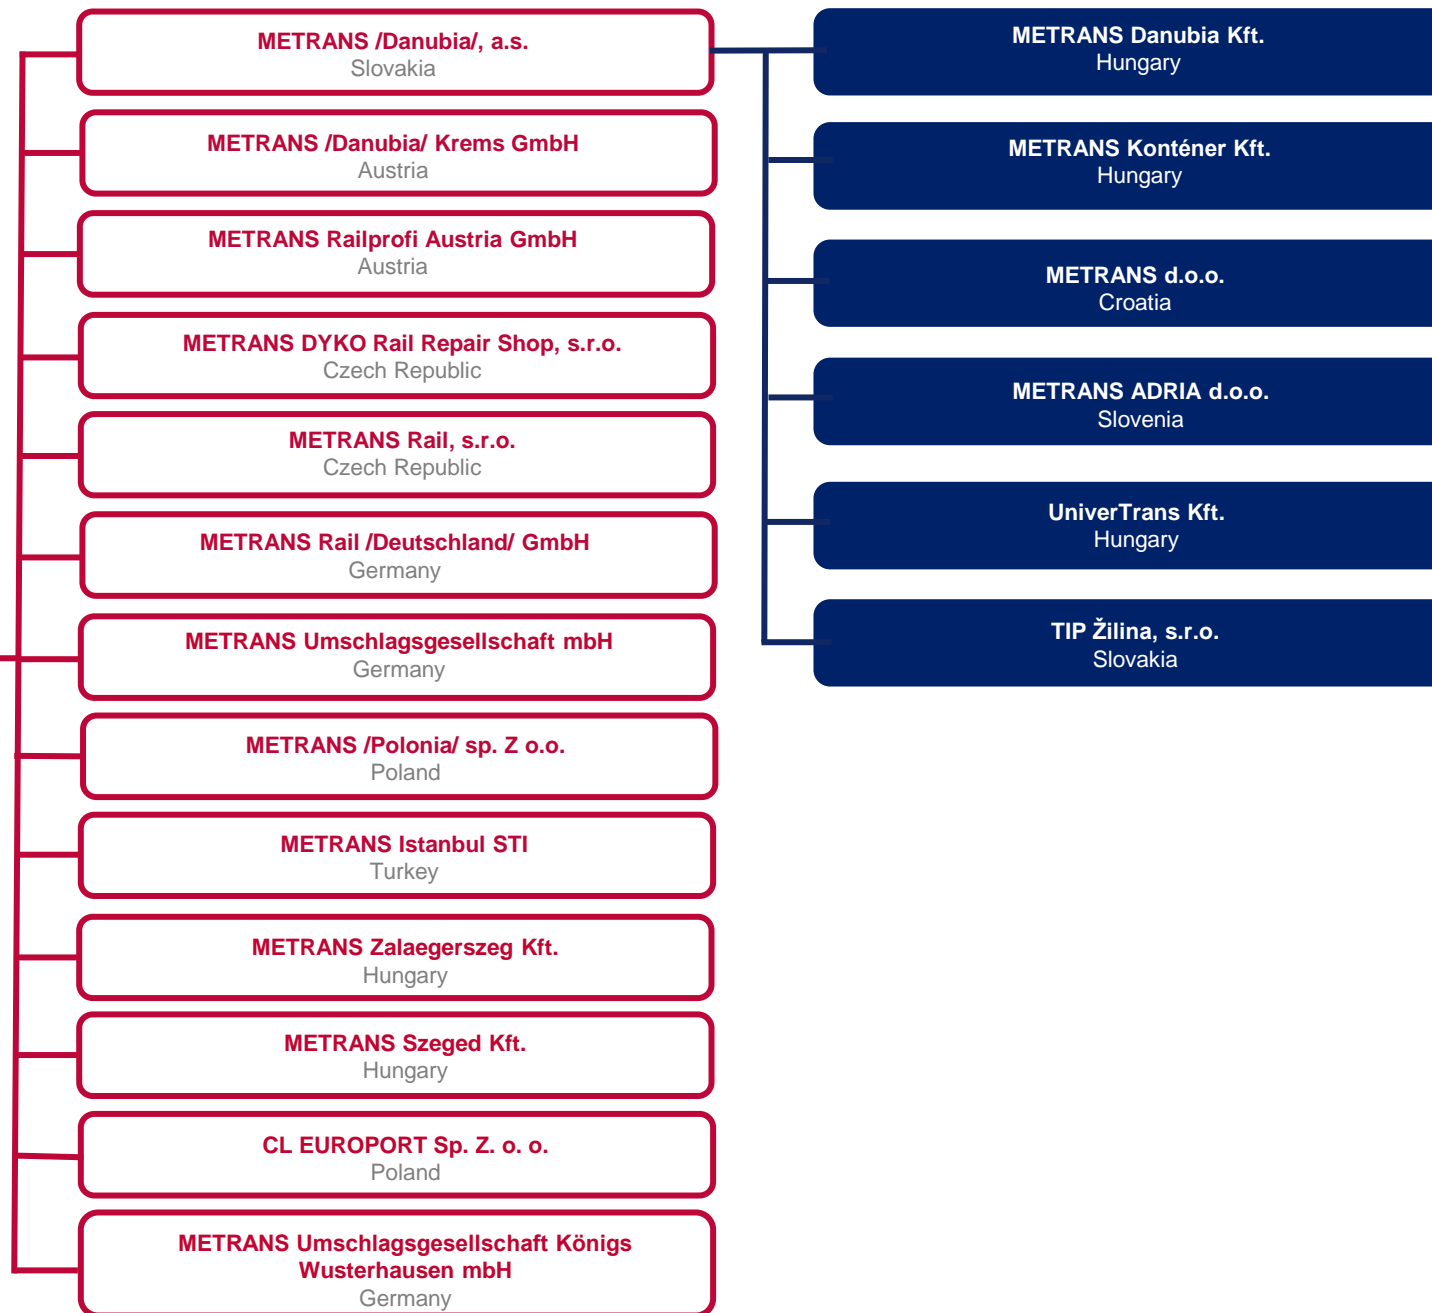 METRANS /Danubia/, a.s.
Slovakia
METRANS /Danubia/ Krems GmbH
Austria
METRANS Railprofi Austria GmbH
Austria
METRANS DYKO Rail Repair Shop, s.r.o.
Czech Republic
METRANS Rail, s.r.o.
Czech Republic
METRANS Rail /Deutschland/ GmbH
Germany
METRANS Umschlagsgesellschaft mbH
Germany
METRANS /Polonia/ sp. Z o.o.
Poland
METRANS Istanbul STI
Turkey
METRANS Zalaegerszeg Kft.
Hungary
METRANS Szeged Kft.
Hungary
CL EUROPORT Sp. Z. o. o.
Poland
METRANS Umschlagsgesellschaft Königs
Wusterhausen mbH
Germany
METRANS Danubia Kft.
Hungary
METRANS Konténer Kft.
Hungary
METRANS d.o.o.
Croatia
METRANS ADRIA d.o.o.
Slovenia
UniverTrans Kft.
Hungary
TIP Žilina, s.r.o.
Slovakia